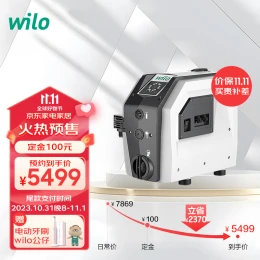 wilo
11.11
全球好物节
京东家电家居
火热预售
定金100元
预约到手价
¥5499
尾款支付时间
2023.10.31晚8-11.1
电动牙刷
wilo公仔
价保11.11
买贵补差
¥7869
¥100
立省
2370
¥5499
日常价
定金
到手价